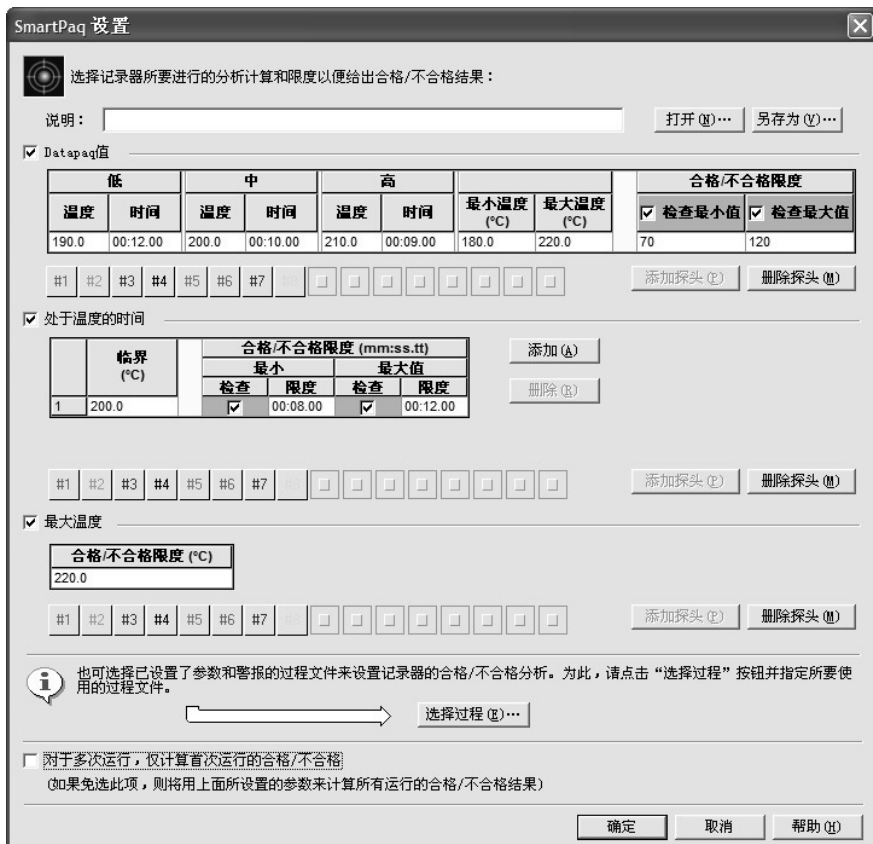 SmartPaq 设置
选择记录器所要进行的分析计算和限度以便给出合格/不合格结果：
说明： 打开(N)… 另存为(V)…
Datapaq值
低 中 高 合格/不合格限度
温度 时间 温度 时间 温度 时间 最小温度 (°C) 最大温度 (°C) 检查最小值 检查最大值
190.0 00:12.00 200.0 00:10.00 210.0 00:09.00 180.0 220.0 70 120
#1 #2 #3 #4 #5 #6 #7 添加探头(P) 删除探头(M)
处于温度的时间
临界 (°C) 合格/不合格限度 (mm:ss.tt) 添加(A)
最小 最大值
检查 限度 检查 限度 删除(R)
1 200.0 00:08.00 00:12.00
#1 #2 #3 #4 #5 #6 #7 添加探头(P) 删除探头(M)
最大温度
合格/不合格限度 (°C)
220.0
#1 #2 #3 #4 #5 #6 #7 添加探头(P) 删除探头(M)
也可选择已设置了参数和警报的过程文件来设置记录器的合格/不合格分析。为此，请点击“选择过程”按钮并指定所要使
用的过程文件。
选择过程(E)…
对于多次运行，仅计算首次运行的合格/不合格
(如果免选此项，则将用上面所设置的参数来计算所有运行的合格/不合格结果)
确定 取消 帮助(H)